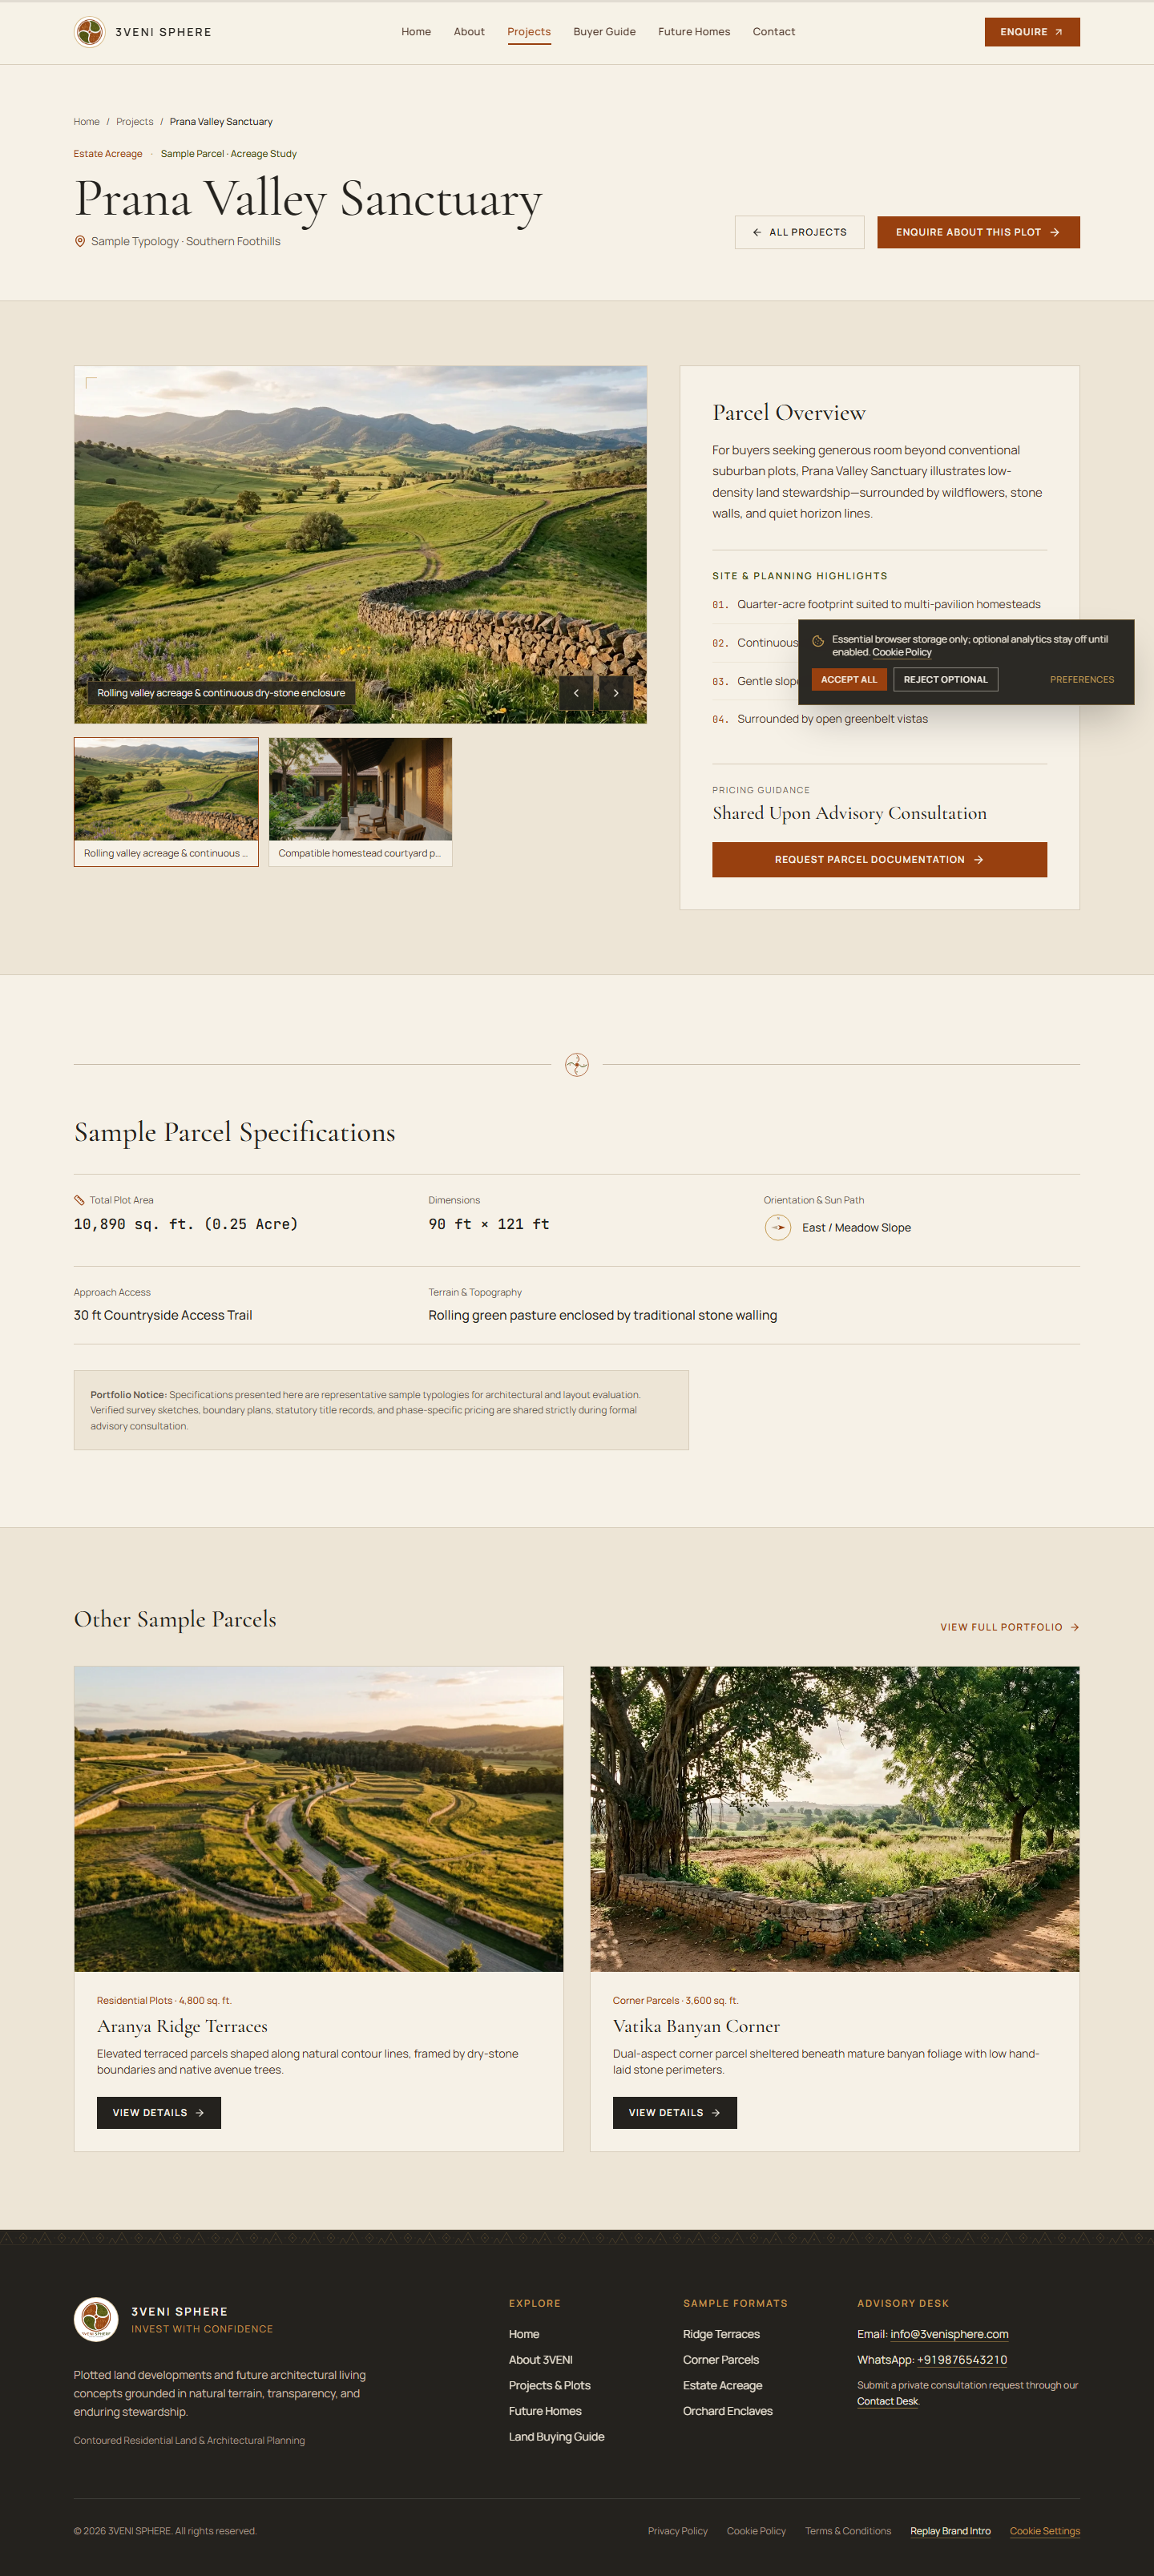 3VENI SPHERE
Home
About
Projects
Buyer Guide
Future Homes
Contact
ENQUIRE
Home / Projects / Prana Valley Sanctuary
Estate Acreage · Sample Parcel · Acreage Study
Prana Valley Sanctuary
Sample Typology · Southern Foothills
ALL PROJECTS
ENQUIRE ABOUT THIS PLOT
Rolling valley acreage & continuous dry-stone enclosure
Rolling valley acreage & continuous ...
Compatible homestead courtyard p...
Parcel Overview
For buyers seeking generous room beyond conventional
suburban plots, Prana Valley Sanctuary illustrates low-
density land stewardship—surrounded by wildflowers, stone
walls, and quiet horizon lines.
SITE & PLANNING HIGHLIGHTS
01. Quarter-acre footprint suited to multi-pavilion homesteads
02. Continuous
03. Gentle slope
04. Surrounded by open greenbelt vistas
Essential browser storage only; optional analytics stay off until
enabled. Cookie Policy
ACCEPT ALL
REJECT OPTIONAL
PREFERENCES
PRICING GUIDANCE
Shared Upon Advisory Consultation
REQUEST PARCEL DOCUMENTATION
Sample Parcel Specifications
Total Plot Area
10,890 sq. ft. (0.25 Acre)
Dimensions
90 ft × 121 ft
Orientation & Sun Path
East / Meadow Slope
Approach Access
30 ft Countryside Access Trail
Terrain & Topography
Rolling green pasture enclosed by traditional stone walling
Portfolio Notice: Specifications presented here are representative sample typologies for architectural and layout evaluation.
Verified survey sketches, boundary plans, statutory title records, and phase-specific pricing are shared strictly during formal
advisory consultation.
Other Sample Parcels
VIEW FULL PORTFOLIO
Residential Plots · 4,800 sq. ft.
Aranya Ridge Terraces
Elevated terraced parcels shaped along natural contour lines, framed by dry-stone
boundaries and native avenue trees.
VIEW DETAILS
Corner Parcels · 3,600 sq. ft.
Vatika Banyan Corner
Dual-aspect corner parcel sheltered beneath mature banyan foliage with low hand-
laid stone perimeters.
VIEW DETAILS
3VENI SPHERE
INVEST WITH CONFIDENCE
Plotted land developments and future architectural living
concepts grounded in natural terrain, transparency, and
enduring stewardship.
Contoured Residential Land & Architectural Planning
EXPLORE
Home
About 3VENI
Projects & Plots
Future Homes
Land Buying Guide
SAMPLE FORMATS
Ridge Terraces
Corner Parcels
Estate Acreage
Orchard Enclaves
ADVISORY DESK
Email: info@3venisphere.com
WhatsApp: +919876543210
Submit a private consultation request through our
Contact Desk.
© 2026 3VENI SPHERE. All rights reserved.
Privacy Policy
Cookie Policy
Terms & Conditions
Replay Brand Intro
Cookie Settings